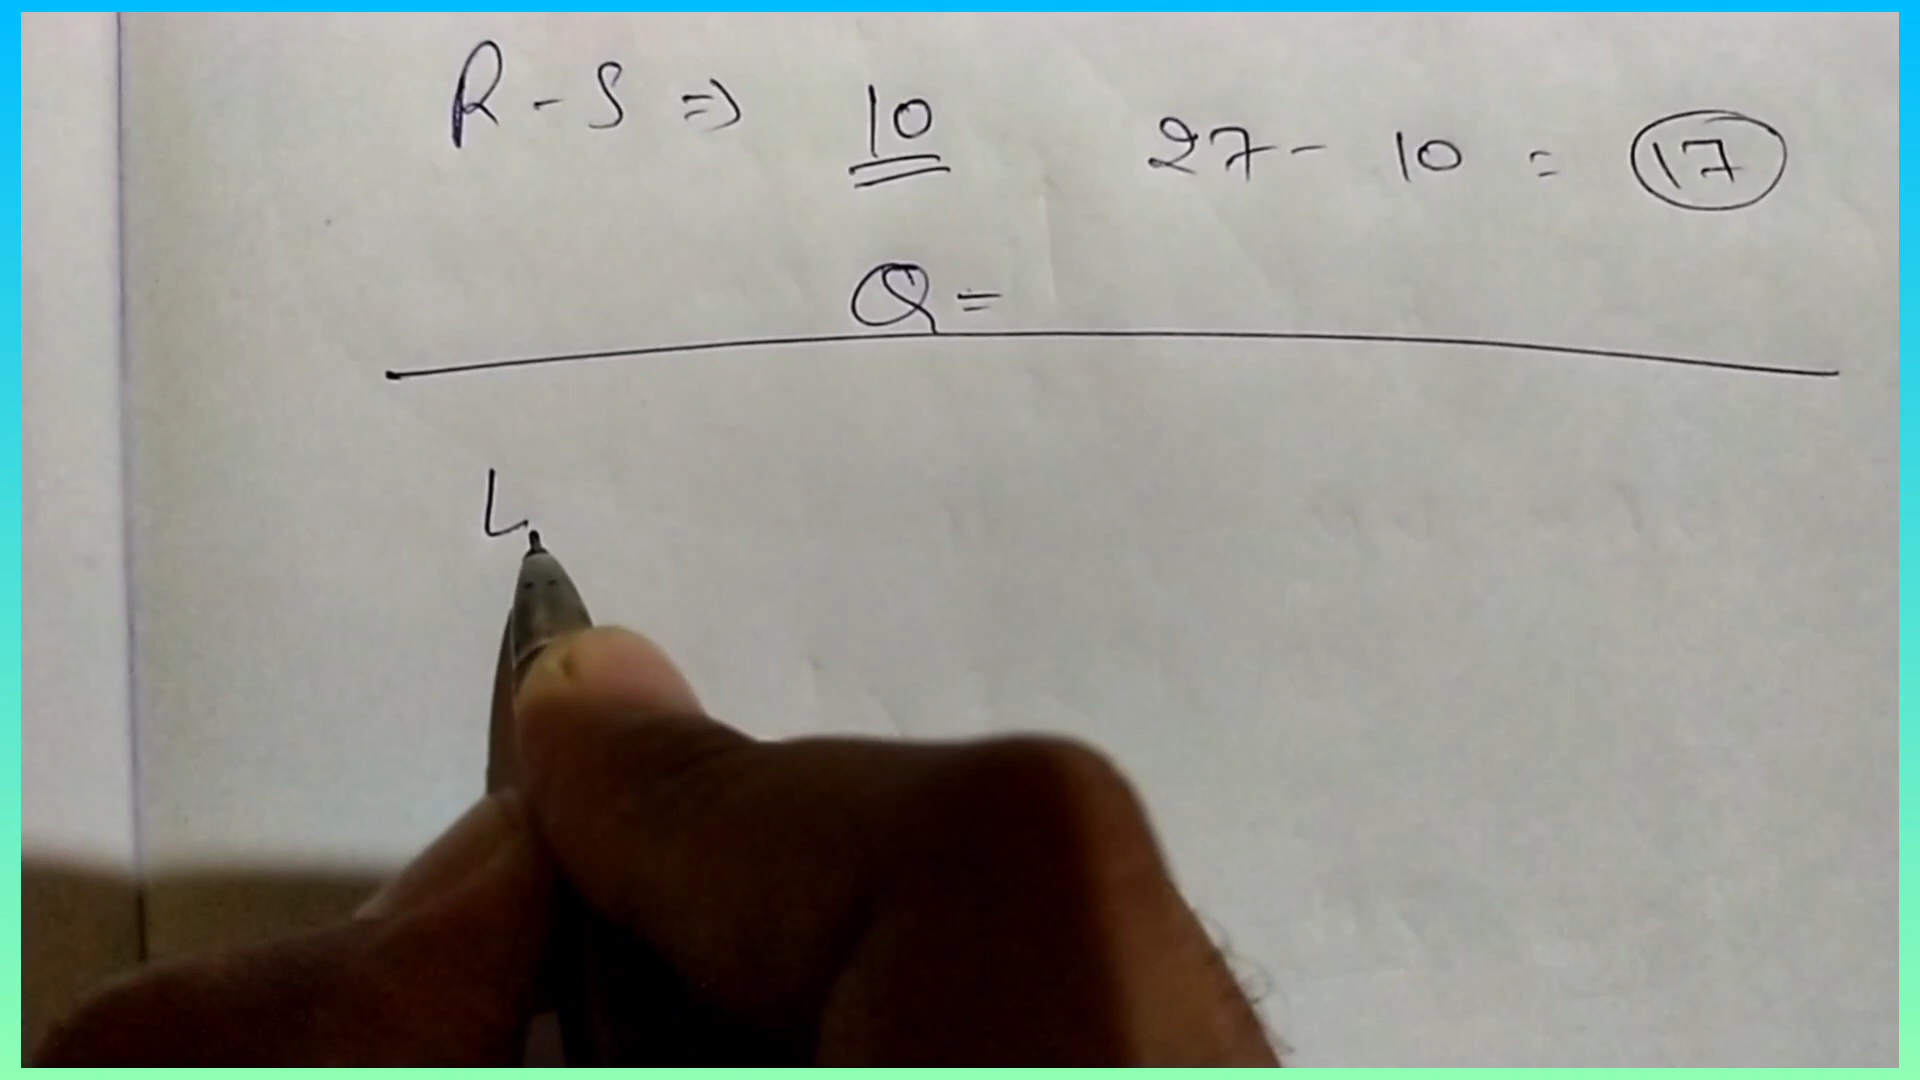 R - S => 10 27 - 10 = 17
Q =
L